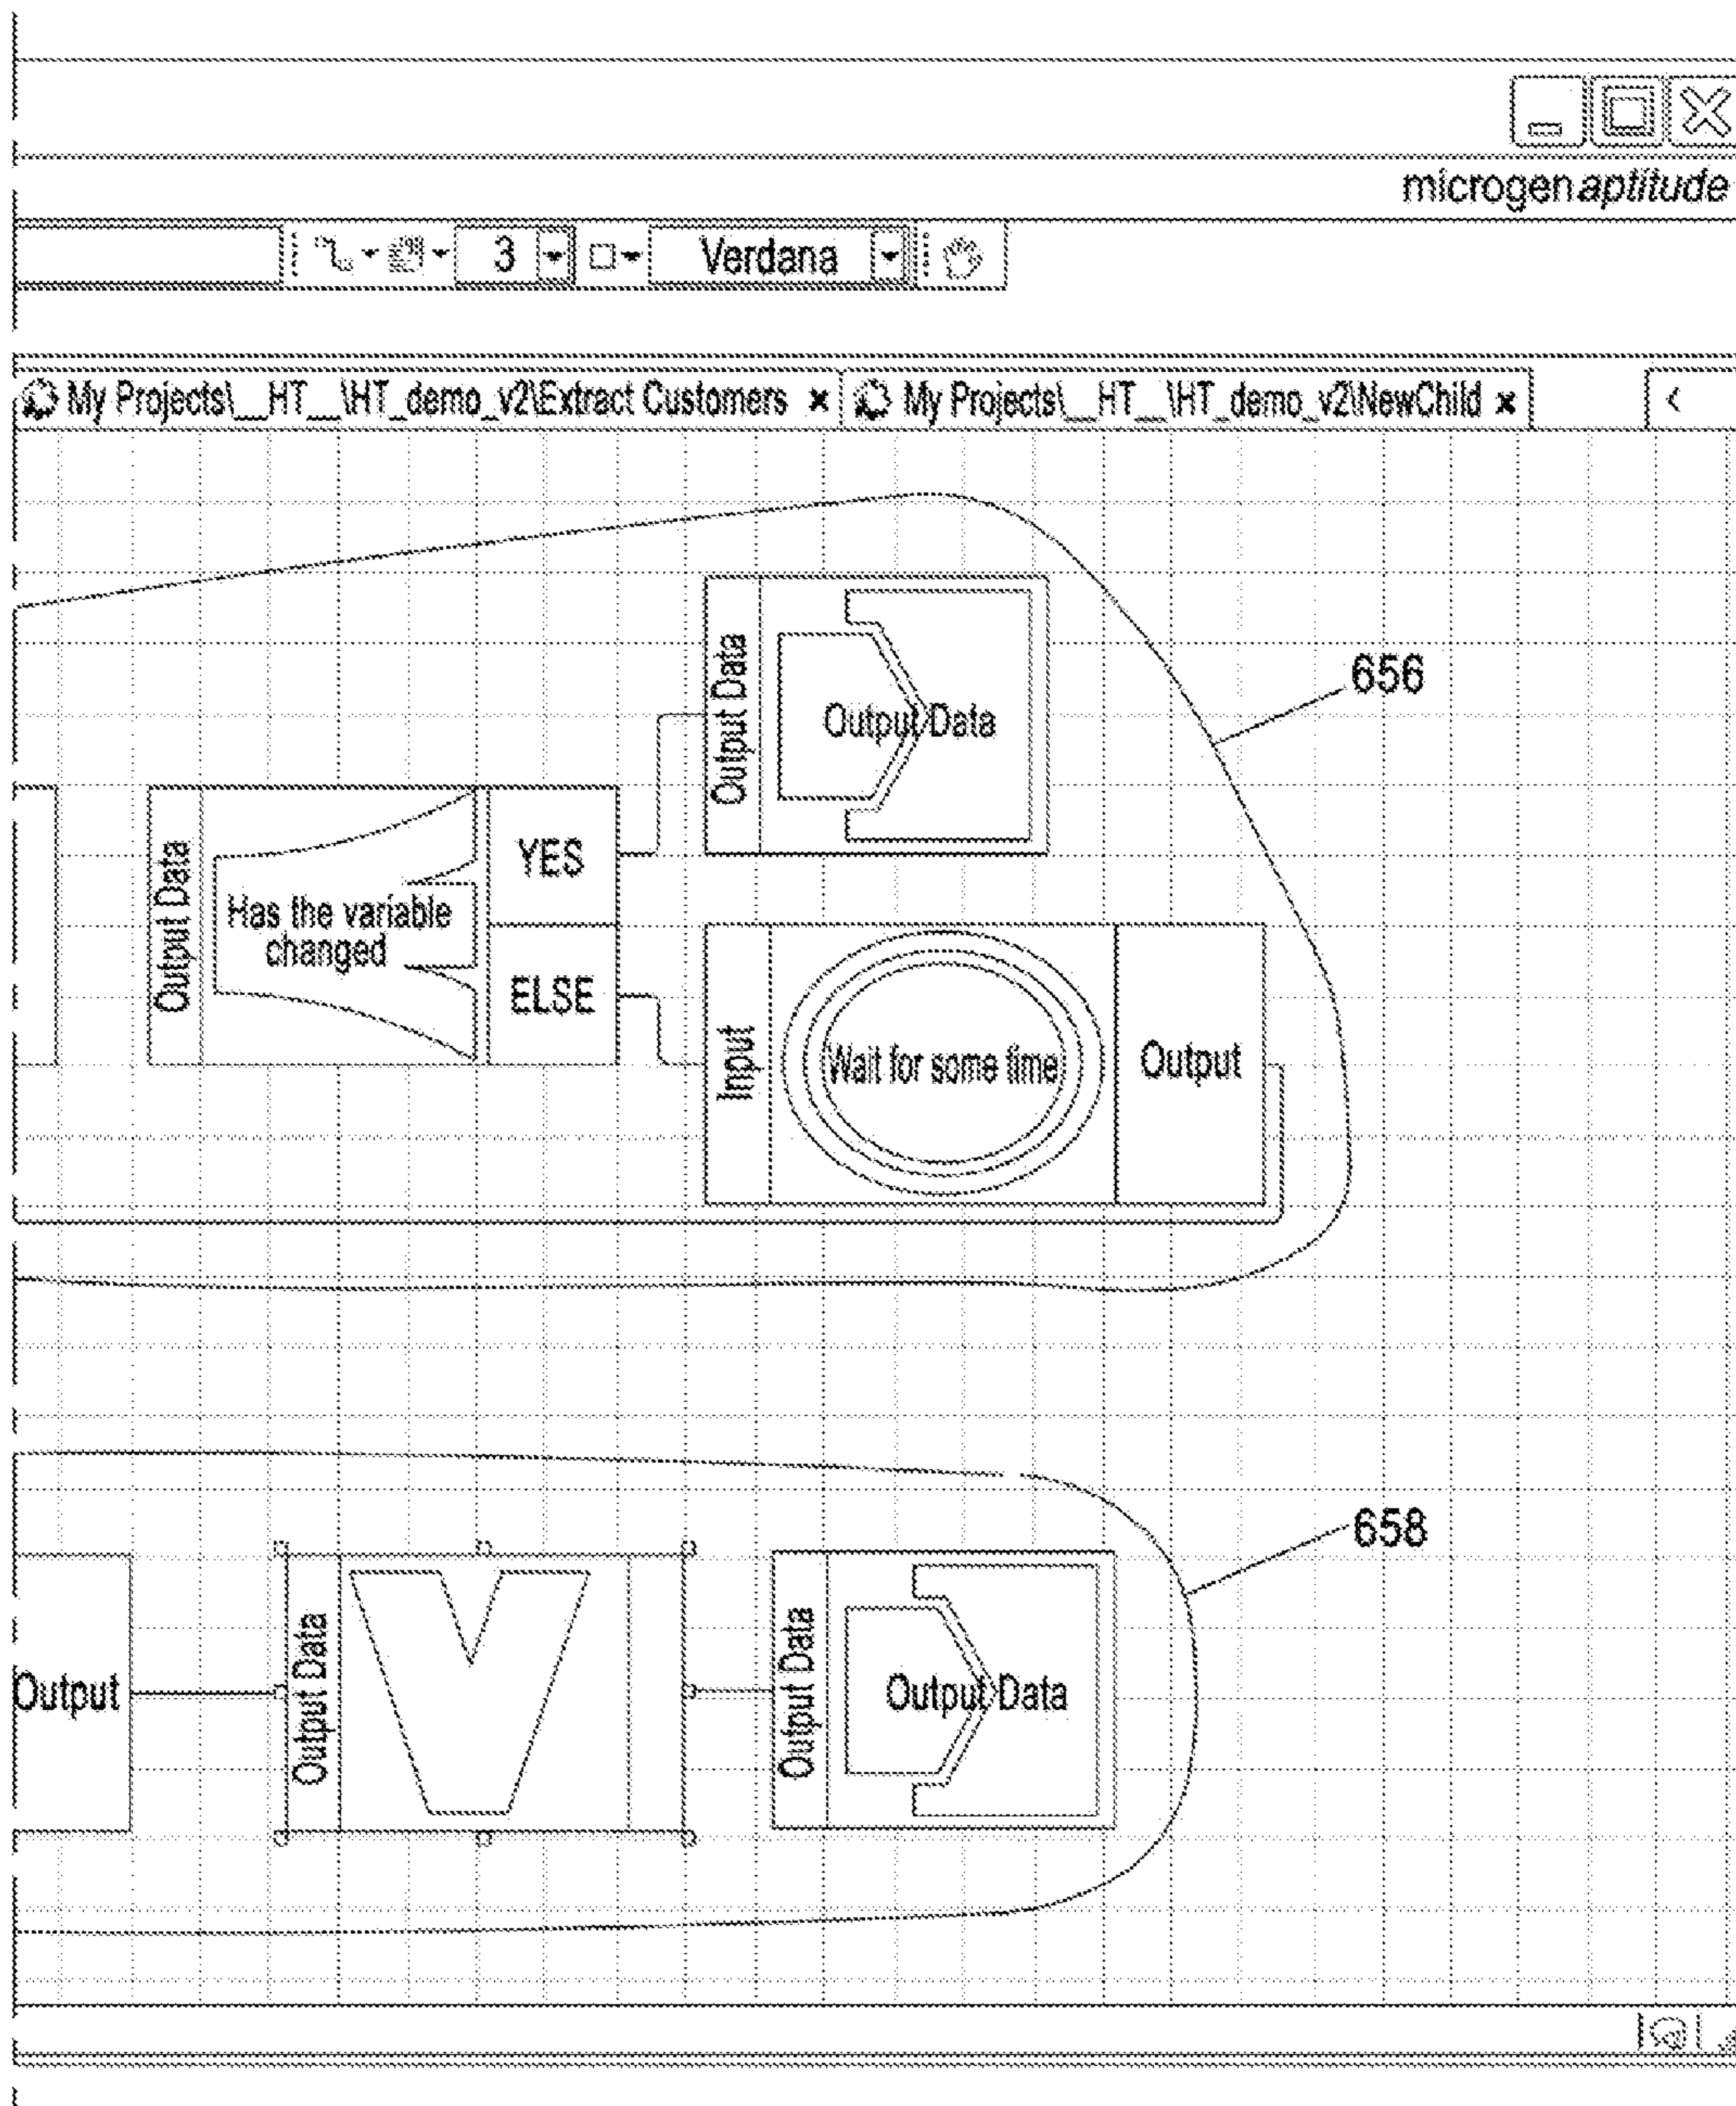 microgenaptitude
3 Verdana
My Projects\__HT__\HT_demo_v2\Extract Customers × My Projects\__HT__\HT_demo_v2\NewChild × <
Output Data
Output Data
656
Output Data
Has the variable
changed
YES
ELSE
Input
Wait for some time
Output
658
Output
Output Data
Output Data
Output Data